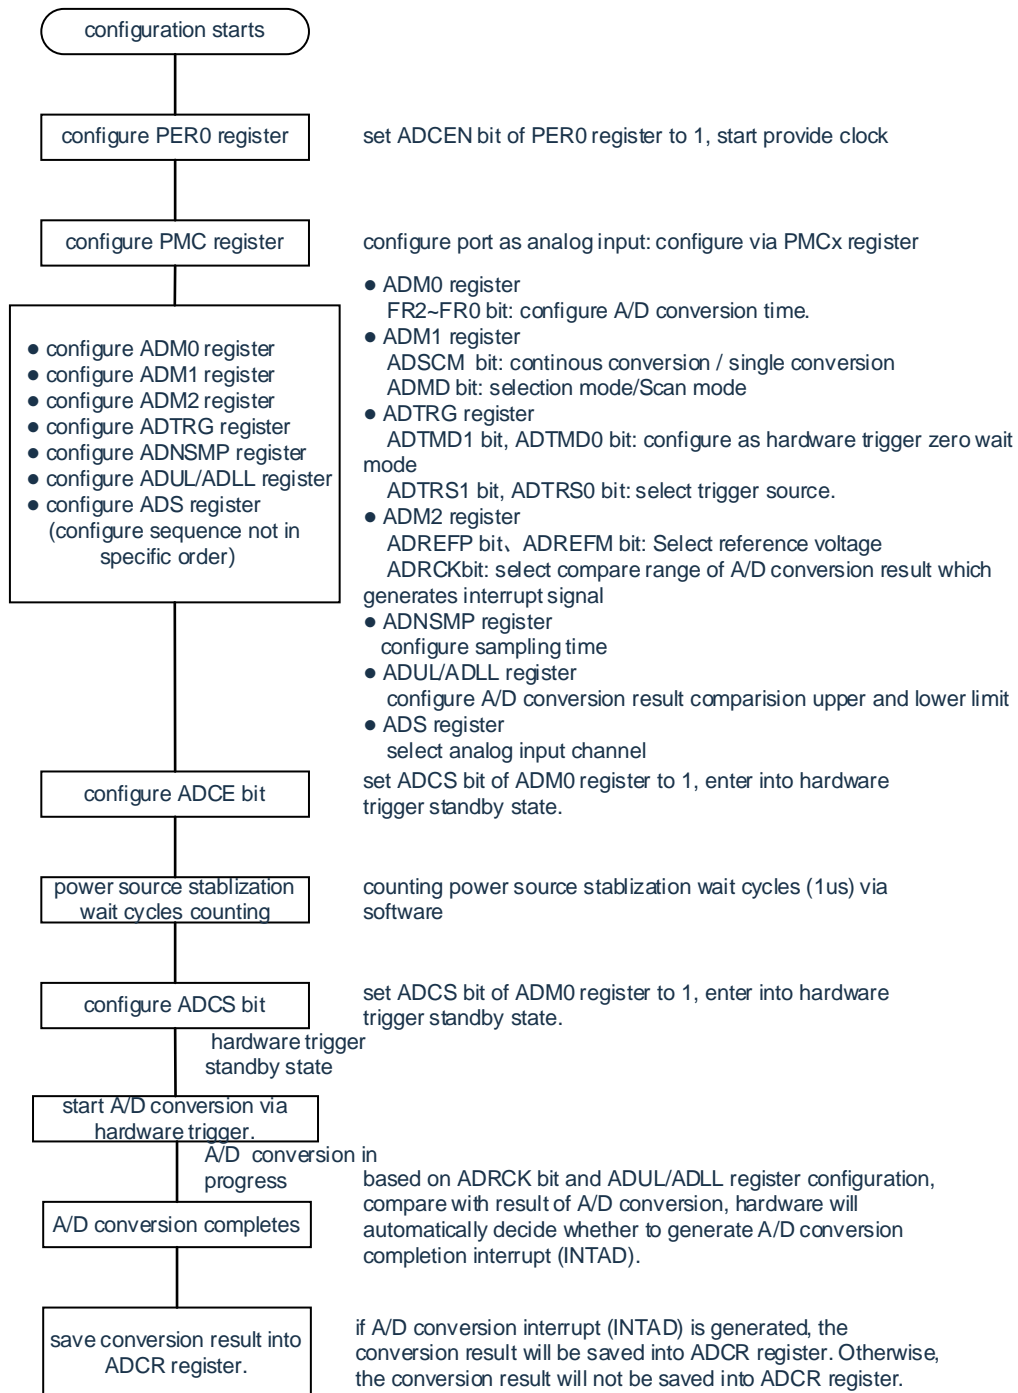 configuration starts
configure PER0 register
set ADCEN bit of PER0 register to 1, start provide clock
configure PMC register
configure port as analog input: configure via PMCx register
● configure ADM0 register
● configure ADM1 register
● configure ADM2 register
● configure ADTRG register
● configure ADNSMP register
● configure ADUL/ADLL register
● configure ADS register
(configure sequence not in
specific order)
● ADM0 register
FR2~FR0 bit: configure A/D conversion time.
● ADM1 register
ADSCM bit: continous conversion / single conversion
ADMD bit: selection mode/Scan mode
● ADTRG register
ADTMD1 bit, ADTMD0 bit: configure as hardware trigger zero wait
mode
ADTRS1 bit, ADTRS0 bit: select trigger source.
● ADM2 register
ADREFP bit、ADREFM bit: Select reference voltage
ADRCKbit: select compare range of A/D conversion result which
generates interrupt signal
● ADNSMP register
configure sampling time
● ADUL/ADLL register
configure A/D conversion result comparision upper and lower limit
● ADS register
select analog input channel
configure ADCE bit
set ADCS bit of ADM0 register to 1, enter into hardware
trigger standby state.
power source stablization
wait cycles counting
counting power source stablization wait cycles (1us) via
software
configure ADCS bit
set ADCS bit of ADM0 register to 1, enter into hardware
trigger standby state.
hardware trigger
standby state
start A/D conversion via
hardware trigger.
A/D conversion in
progress
A/D conversion completes
based on ADRCK bit and ADUL/ADLL register configuration,
compare with result of A/D conversion, hardware will
automatically decide whether to generate A/D conversion
completion interrupt (INTAD).
save conversion result into
ADCR register.
if A/D conversion interrupt (INTAD) is generated, the
conversion result will be saved into ADCR register. Otherwise,
the conversion result will not be saved into ADCR register.